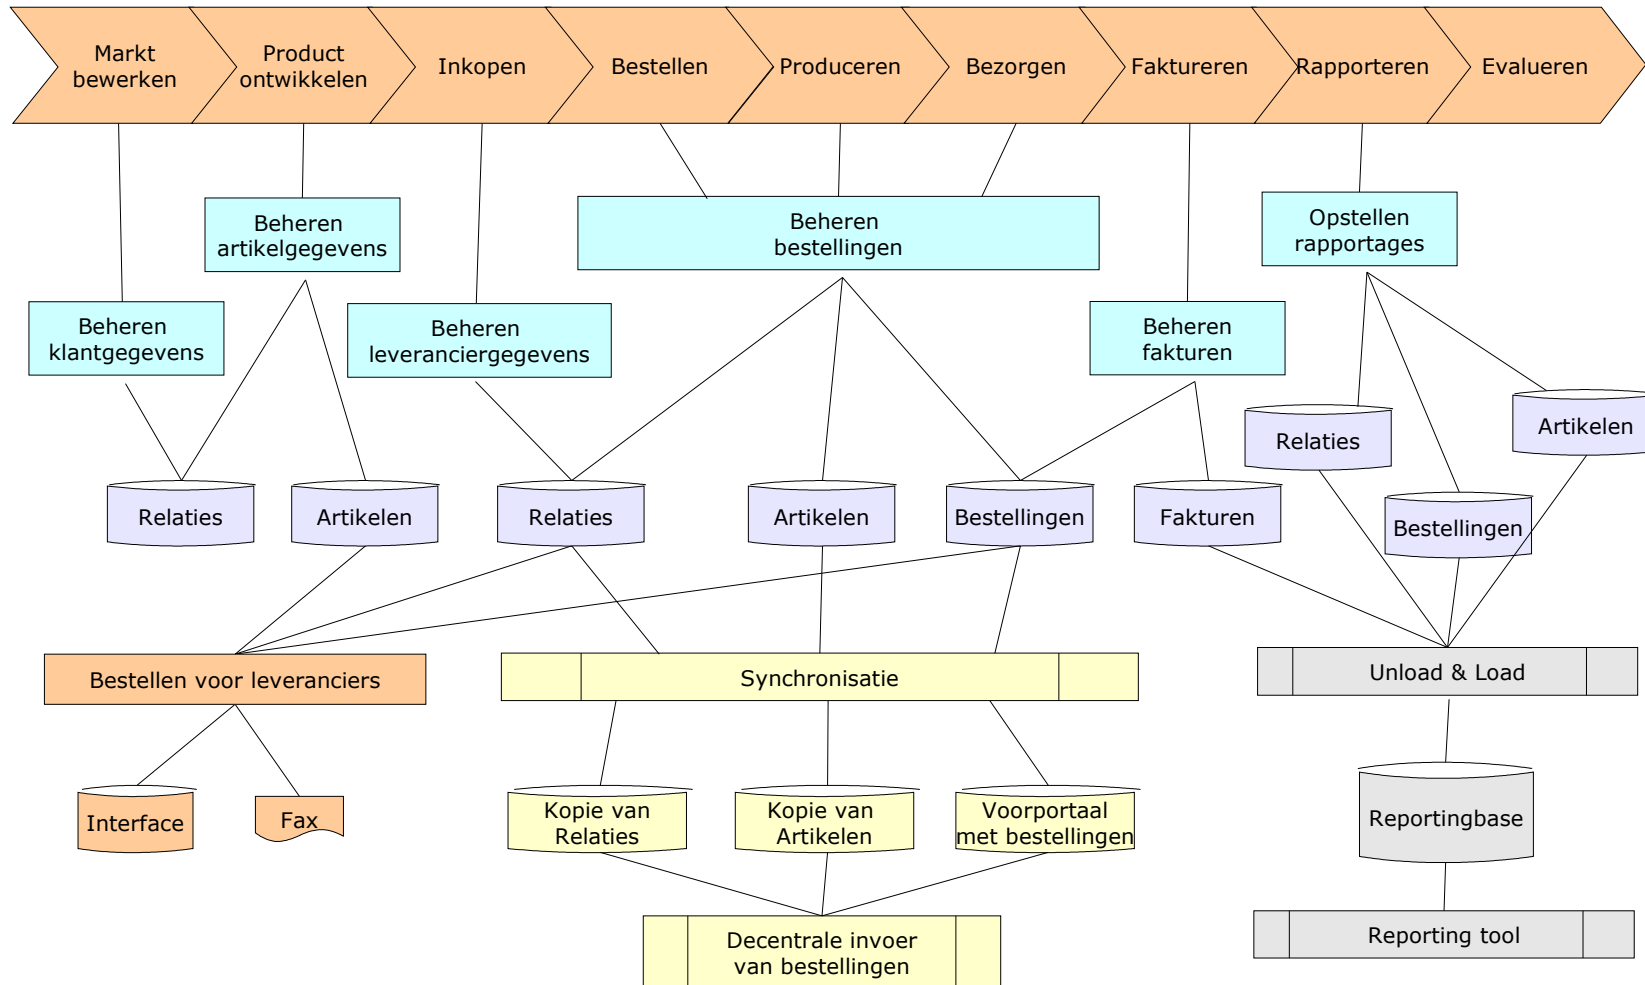 Markt
bewerken
Product
ontwikkelen
Inkopen
Bestellen
Produceren
Bezorgen
Faktureren
Rapporteren
Evalueren
Beheren
artikelgegevens
Beheren
bestellingen
Opstellen
rapportages
Beheren
klantgegevens
Beheren
leveranciergegevens
Beheren
fakturen
Relaties
Artikelen
Bestellingen
Relaties
Artikelen
Relaties
Artikelen
Bestellingen
Fakturen
Bestellen voor leveranciers
Synchronisatie
Unload & Load
Interface
Fax
Kopie van
Relaties
Kopie van
Artikelen
Voorportaal
met bestellingen
Reportingbase
Decentrale invoer
van bestellingen
Reporting tool